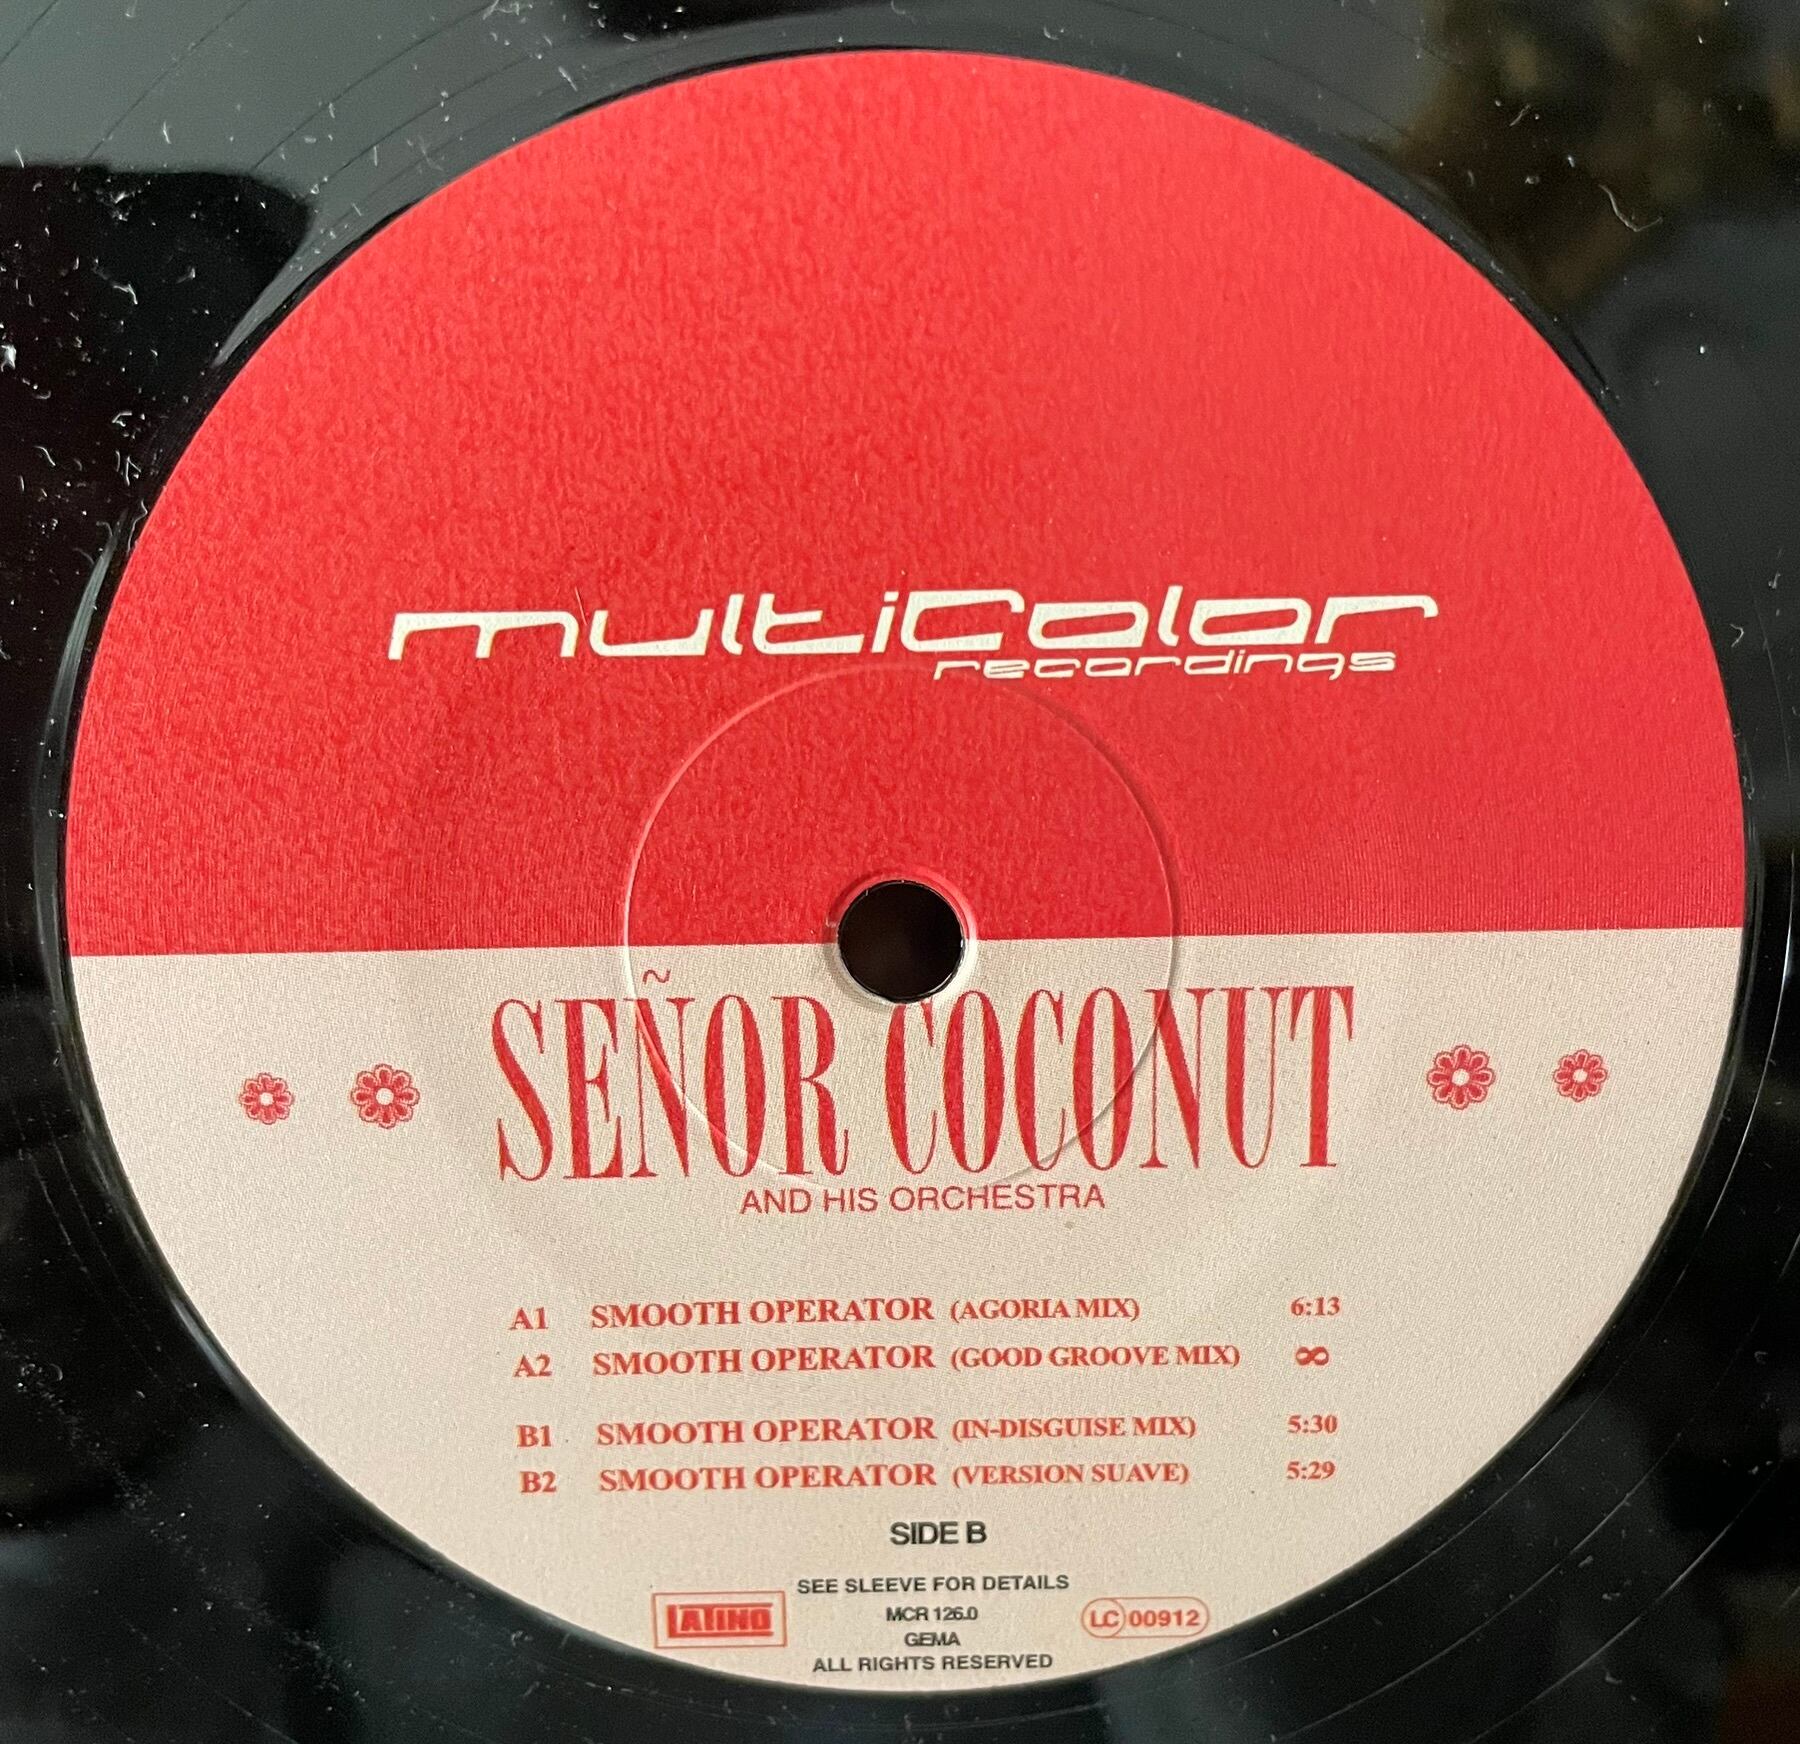 multiColor
recordings
SEÑOR COCONUT
AND HIS ORCHESTRA
A1 SMOOTH OPERATOR (AGORIA MIX) 6:13
A2 SMOOTH OPERATOR (GOOD GROOVE MIX) ∞
B1 SMOOTH OPERATOR (IN-DISGUISE MIX) 5:30
B2 SMOOTH OPERATOR (VERSION SUAVE) 5:29
SIDE B
SEE SLEEVE FOR DETAILS
LATINO MCR 126.0 LC 00912
GEMA
ALL RIGHTS RESERVED